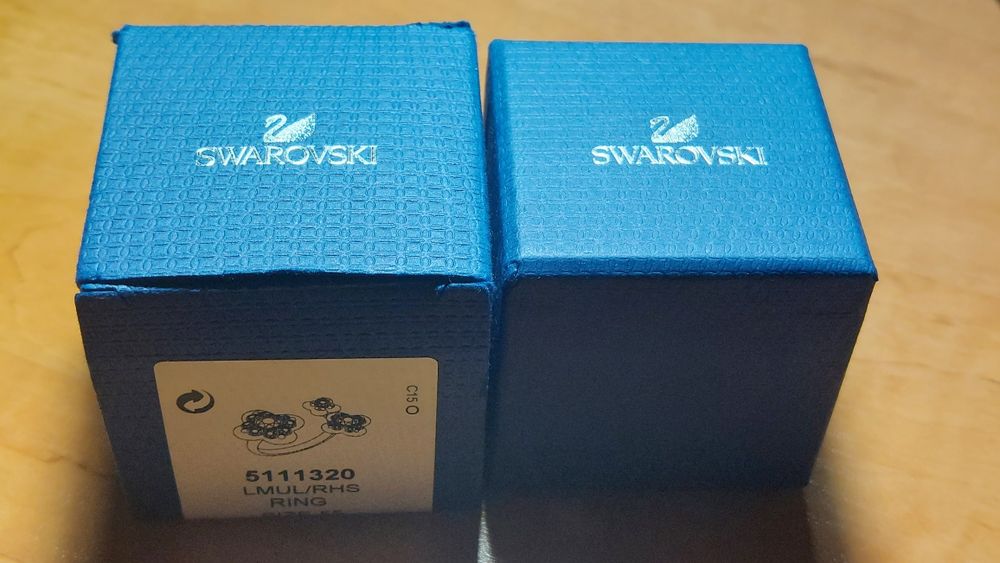 SWAROVSKI
SWAROVSKI
C15 O
5111320
LMUL/RHS
RING